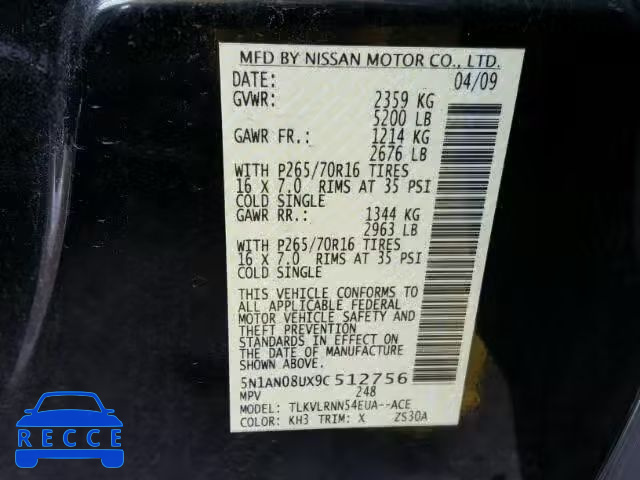 MFD BY NISSAN MOTOR CO., LTD.
DATE: 04/09
GVWR: 2359 KG
5200 LB
GAWR FR.: 1214 KG
2676 LB
WITH P265/70R16 TIRES
16 X 7.0 RIMS AT 35 PSI
COLD SINGLE
GAWR RR.: 1344 KG
2963 LB
WITH P265/70R16 TIRES
16 X 7.0 RIMS AT 35 PSI
COLD SINGLE
THIS VEHICLE CONFORMS TO
ALL APPLICABLE FEDERAL
MOTOR VEHICLE SAFETY AND
THEFT PREVENTION
STANDARDS IN EFFECT ON
THE DATE OF MANUFACTURE
SHOWN ABOVE.
5N1AN08UX9C512756
MPV 248
MODEL: TLKVLRNN54EUA--ACE
COLOR: KH3 TRIM: X ZS30A
RECCE